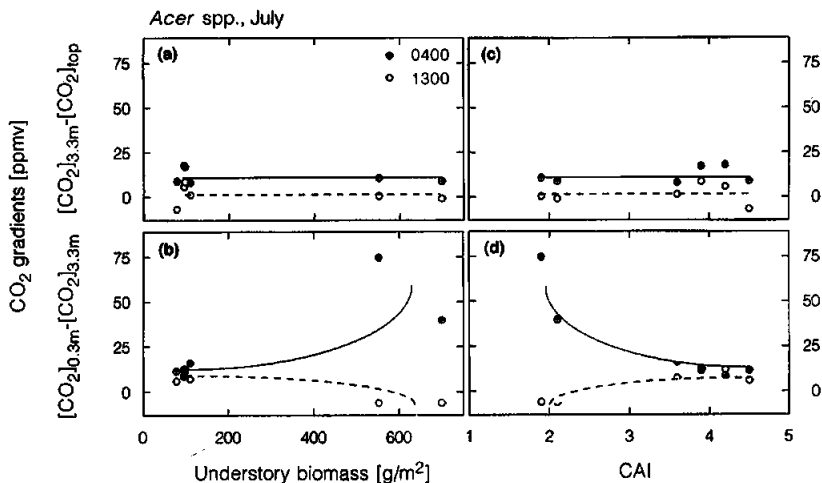 Acer spp., July
CO₂ gradients [ppmv]
[CO₂]3.3m-[CO₂]top
[CO₂]0.3m-[CO₂]3.3m
(a)
0400
1300
75
50
25
0
(c)
75
50
25
0
(b)
75
50
25
0
(d)
75
50
25
0
0 200 400 600
1 2 3 4 5
Understory biomass [g/m²]
CAI